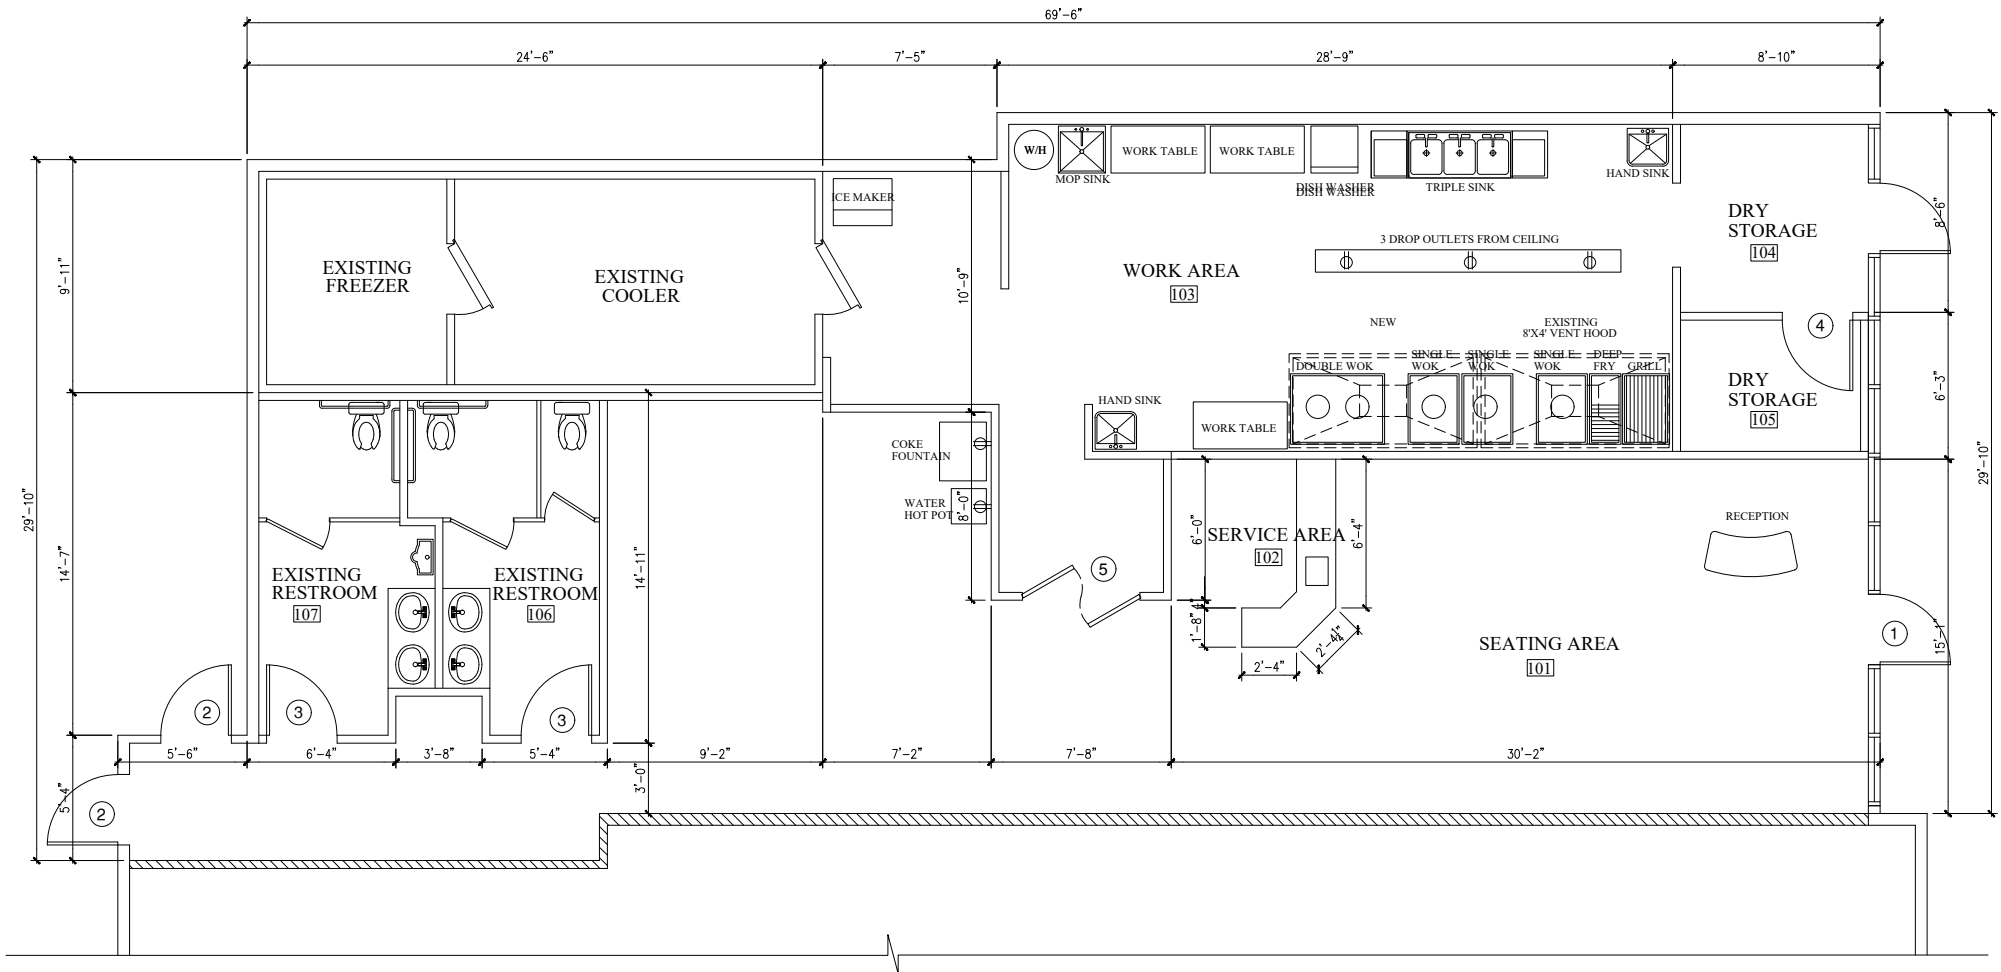 69'-6"
24'-6"
7'-5"
28'-9"
8'-10"
W/H
MOP SINK
WORK TABLE
WORK TABLE
DISH WASHER
DISH WASHER
TRIPLE SINK
HAND SINK
ICE MAKER
DRY
STORAGE
104
8'-6"
3 DROP OUTLETS FROM CEILING
WORK AREA
103
EXISTING
FREEZER
EXISTING
COOLER
9'-11"
10'-9"
NEW
EXISTING
8'X4' VENT HOOD
4
DOUBLE WOK
SINGLE
WOK
SINGLE
WOK
SINGLE
WOK
DEEP
FRY
GRILL
DRY
STORAGE
105
6'-3"
HAND SINK
WORK TABLE
COKE
FOUNTAIN
WATER
HOT POT
8'-0"
29'-10"
29'-10"
14'-7"
14'-11"
6'-0"
6'-4"
SERVICE AREA
102
RECEPTION
5
EXISTING
RESTROOM
107
EXISTING
RESTROOM
106
4"
1'-8"
2'-4"
2'-4¼"
SEATING AREA
101
1
15'-1"
2
3
3
5'-6"
6'-4"
3'-8"
5'-4"
9'-2"
7'-2"
7'-8"
30'-2"
3'-0"
5'-4"
2